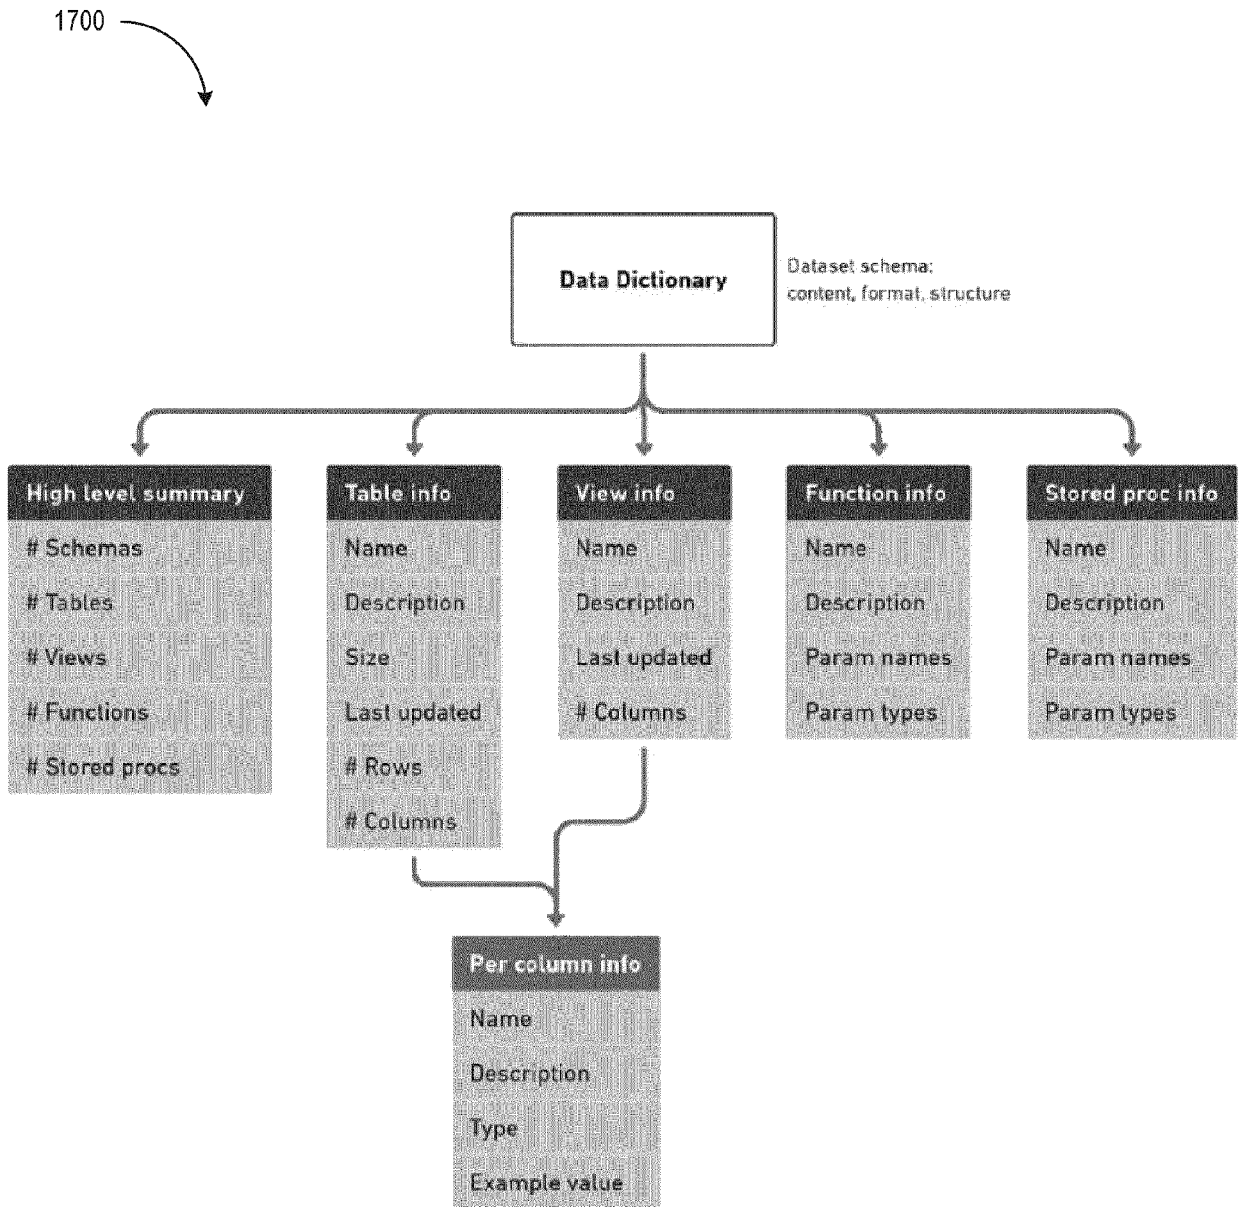 1700
Data Dictionary
Dataset schema:
content, format, structure
High level summary
# Schemas
# Tables
# Views
# Functions
# Stored procs
Table info
Name
Description
Size
Last updated
# Rows
# Columns
View info
Name
Description
Last updated
# Columns
Function info
Name
Description
Param names
Param types
Stored proc info
Name
Description
Param names
Param types
Per column info
Name
Description
Type
Example value